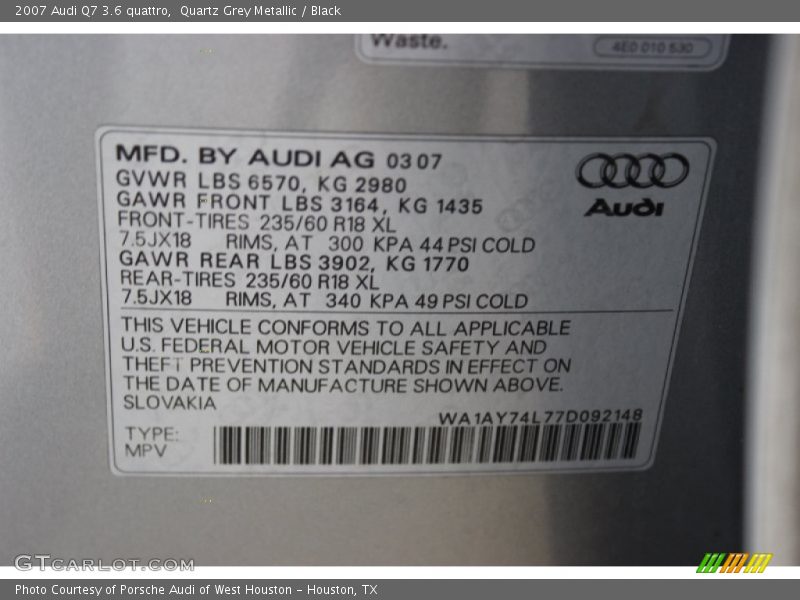 2007 Audi Q7 3.6 quattro,  Quartz Grey Metallic / Black
Waste.
4E0 010 530
MFD. BY AUDI AG 03 07
GVWR LBS 6570, KG 2980
GAWR FRONT LBS 3164, KG 1435
FRONT-TIRES 235/60 R18 XL
7.5JX18 RIMS, AT 300 KPA 44 PSI COLD
GAWR REAR LBS 3902, KG 1770
REAR-TIRES 235/60 R18 XL
7.5JX18 RIMS, AT 340 KPA 49 PSI COLD
Audi
THIS VEHICLE CONFORMS TO ALL APPLICABLE
U.S. FEDERAL MOTOR VEHICLE SAFETY AND
THEFT PREVENTION STANDARDS IN EFFECT ON
THE DATE OF MANUFACTURE SHOWN ABOVE.
SLOVAKIA
WA1AY74L77D092148
TYPE:
MPV
GTCARLOT.COM
Photo Courtesy of Porsche Audi of West Houston - Houston, TX